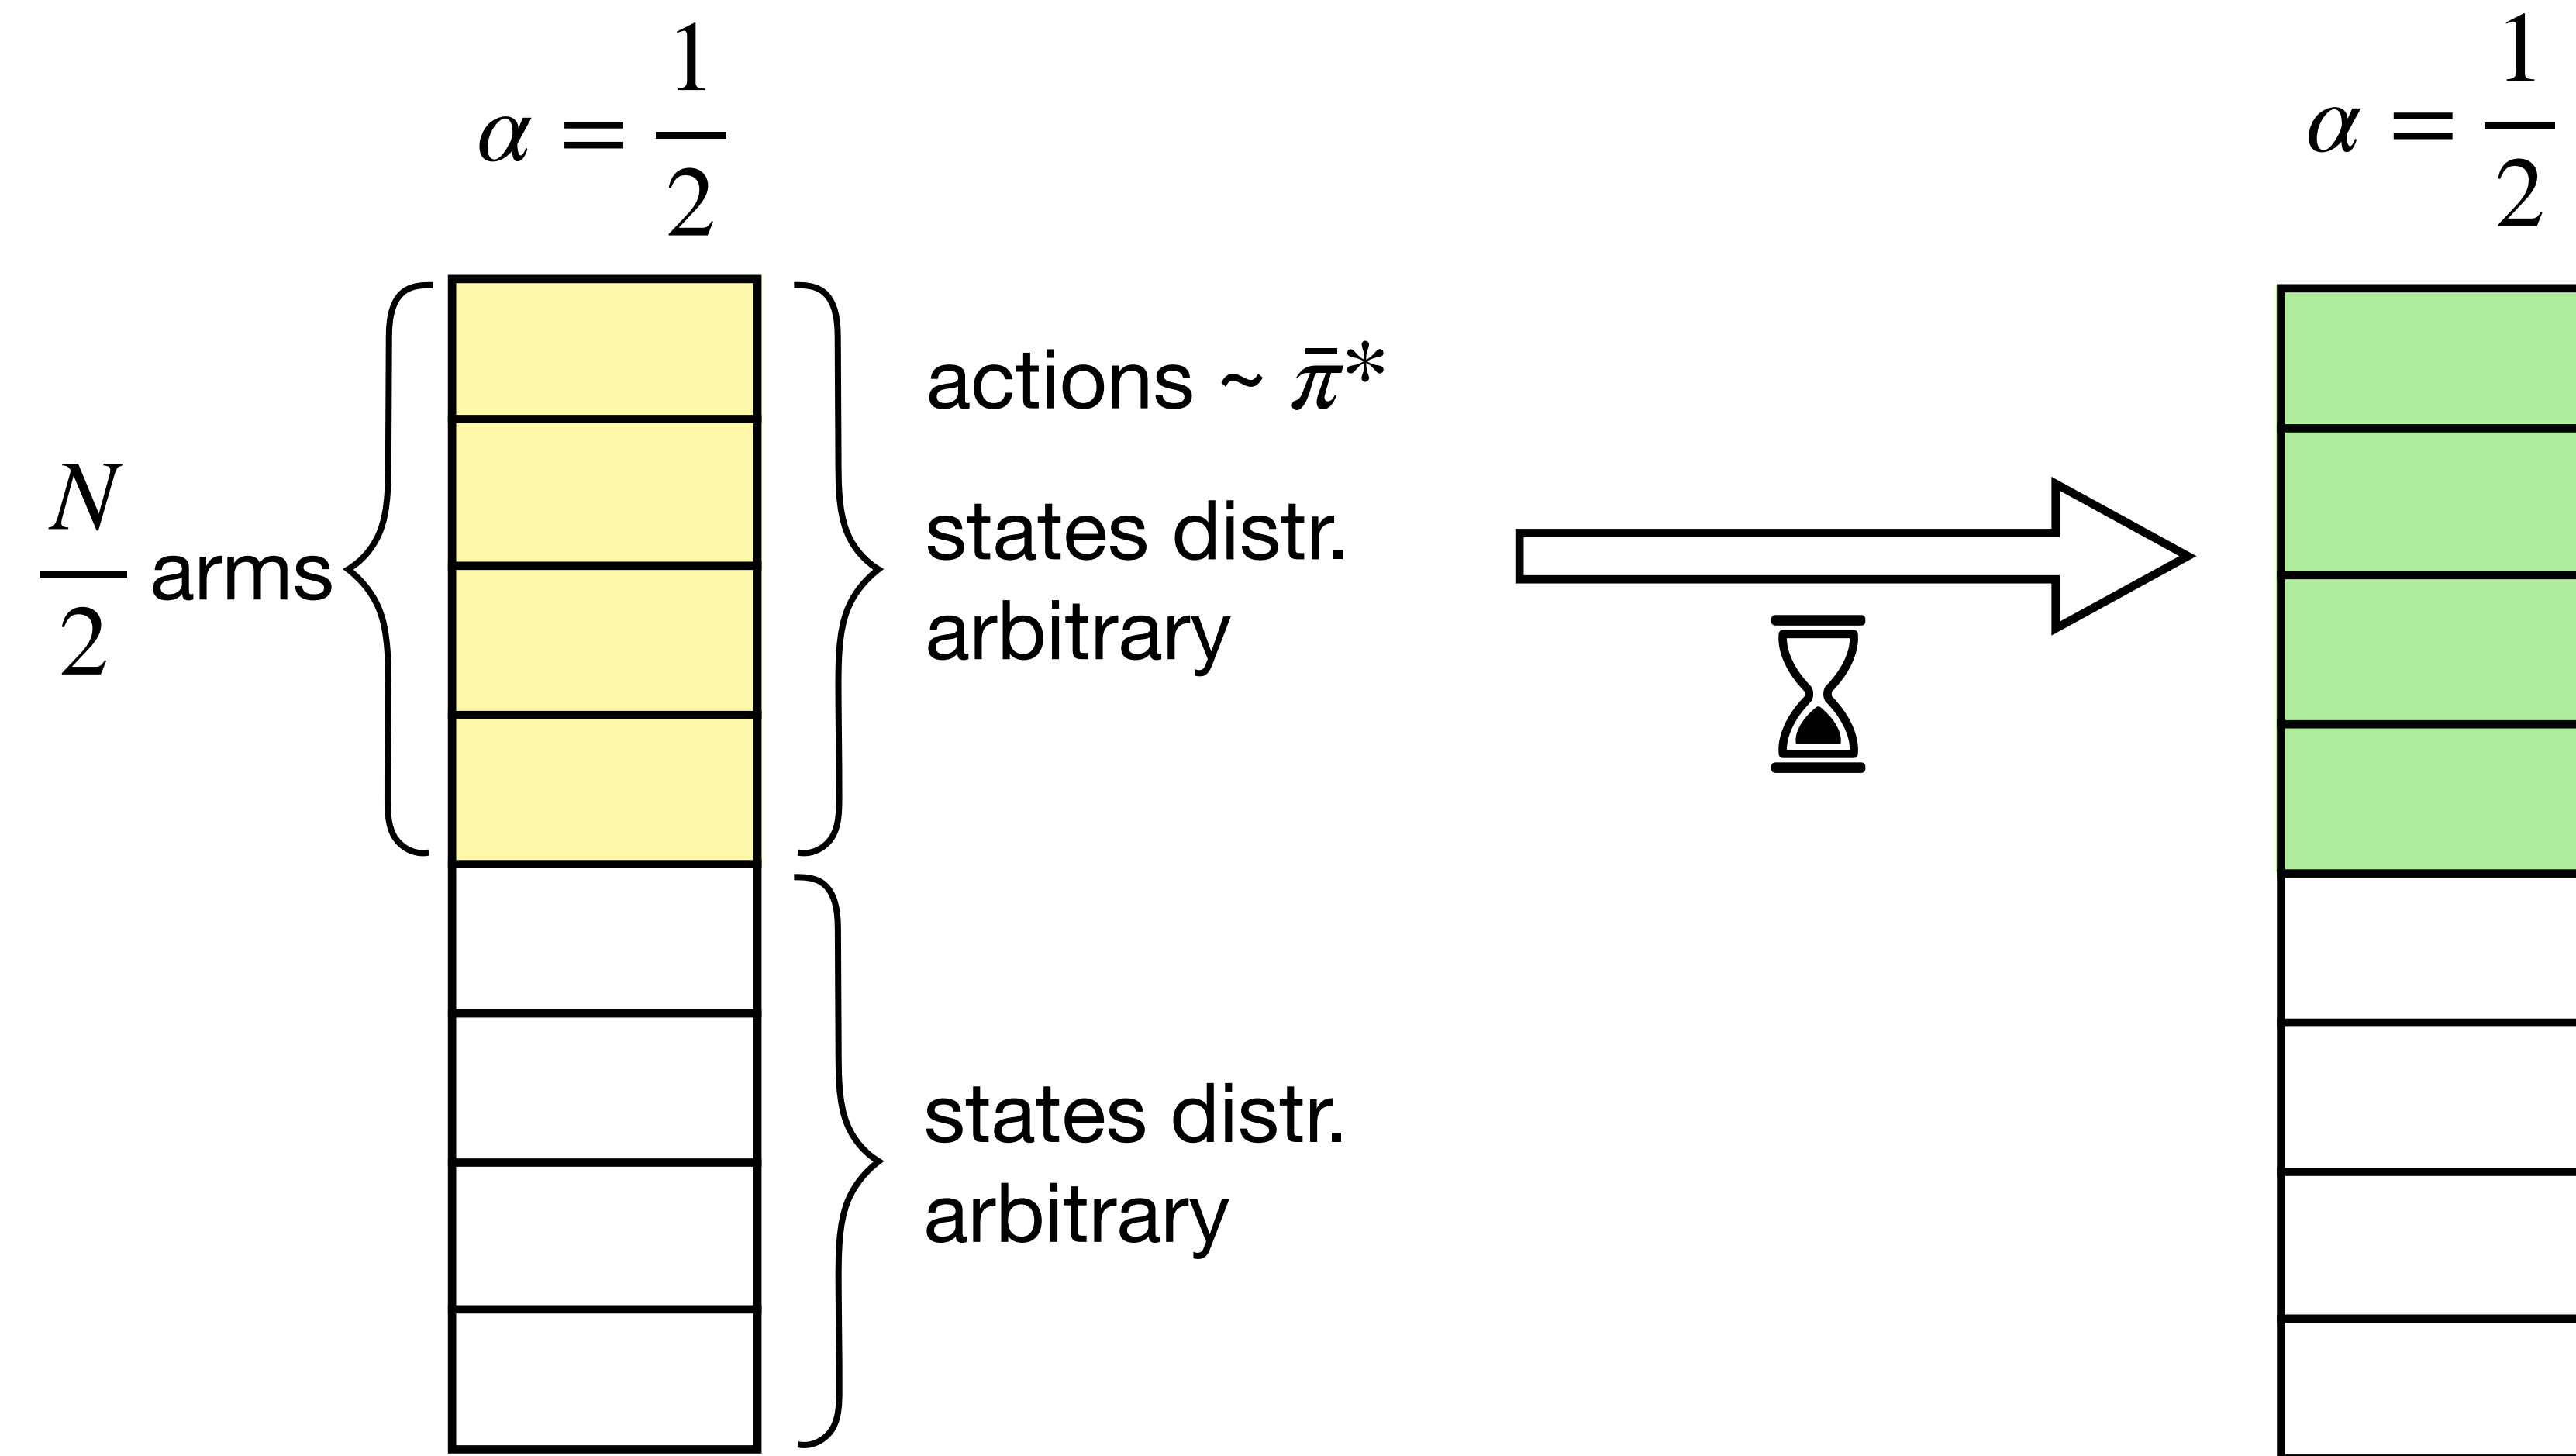 α = 1/2
α = 1/2
N/2 arms
actions ~ π̄̄*
states distr.
arbitrary
states distr.
arbitrary